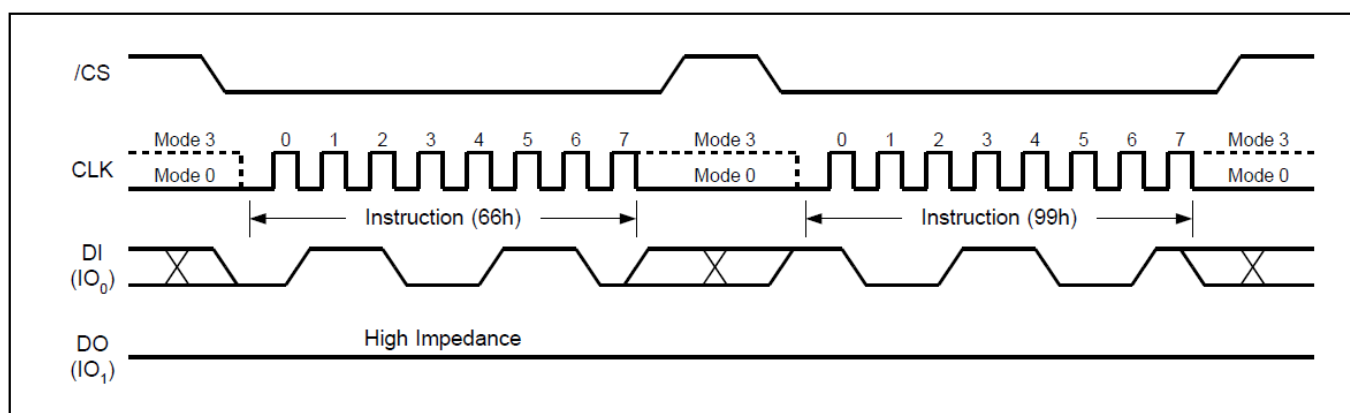 /CS
Mode 3 0 1 2 3 4 5 6 7 Mode 3 0 1 2 3 4 5 6 7 Mode 3
CLK
Mode 0 Mode 0 Mode 0
Instruction (66h) Instruction (99h)
DI
(IO0)
High Impedance
DO
(IO1)